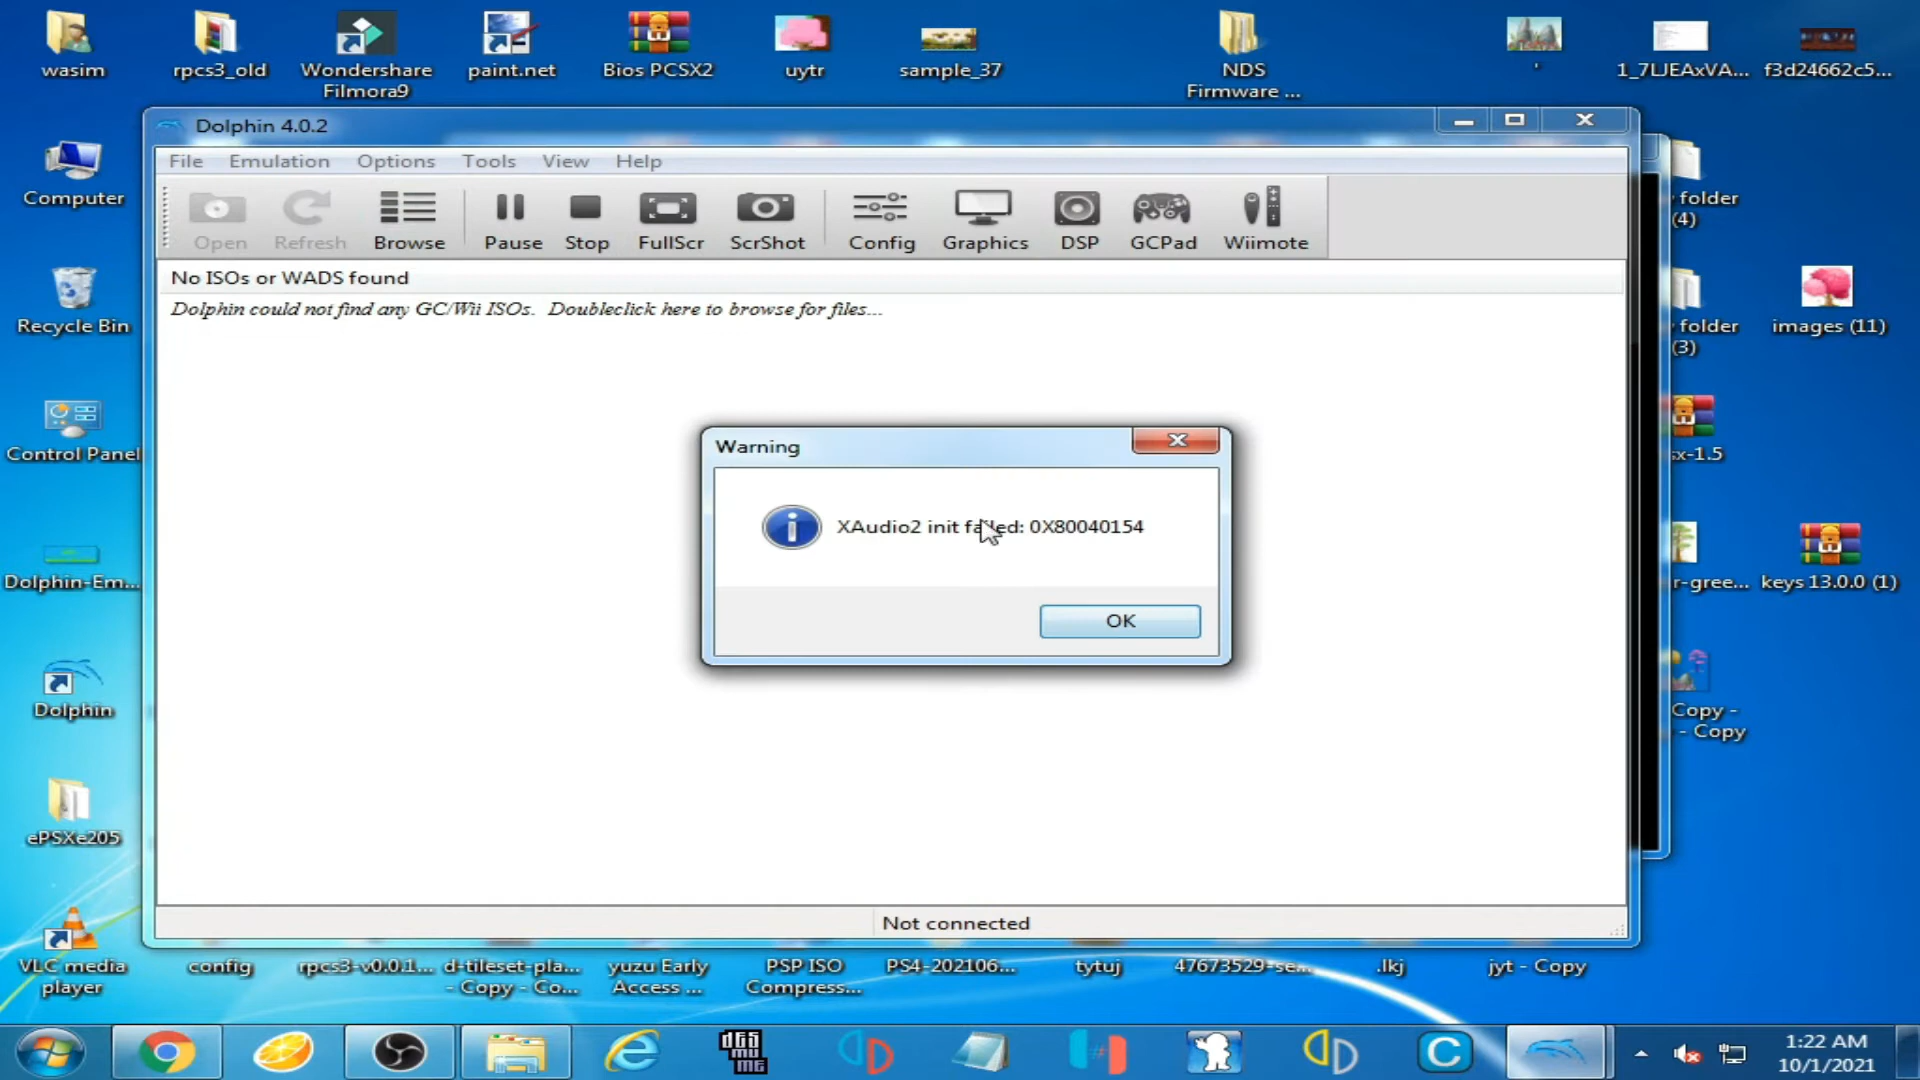 wasim
rpcs3_old
Wondershare
Filmora9
paint.net
Bios PCSX2
uytr
sample_37
NDS
Firmware ...
'
1_7LJEAxVA...
f3d24662c5...
Dolphin 4.0.2
File Emulation Options Tools View Help
Open Refresh Browse Pause Stop FullScr ScrShot Config Graphics DSP GCPad Wiimote
No ISOs or WADS found
Dolphin could not find any GC/Wii ISOs. Doubleclick here to browse for files...
Warning
XAudio2 init failed: 0X80040154
OK
Not connected
Computer
Recycle Bin
Control Panel
Dolphin-Em...
Dolphin
ePSXe205
VLC media
player
folder
(4)
folder
(3)
images (11)
sx-1.5
r-gree...
keys 13.0.0 (1)
Copy -
- Copy
config
rpcs3-v0.0.1...
d-tileset-pla...
- Copy - Co...
yuzu Early
Access ...
PSP ISO
Compress...
PS4-202106...
tytuj
47673529-se...
.lkj
jyt - Copy
1:22 AM
10/1/2021